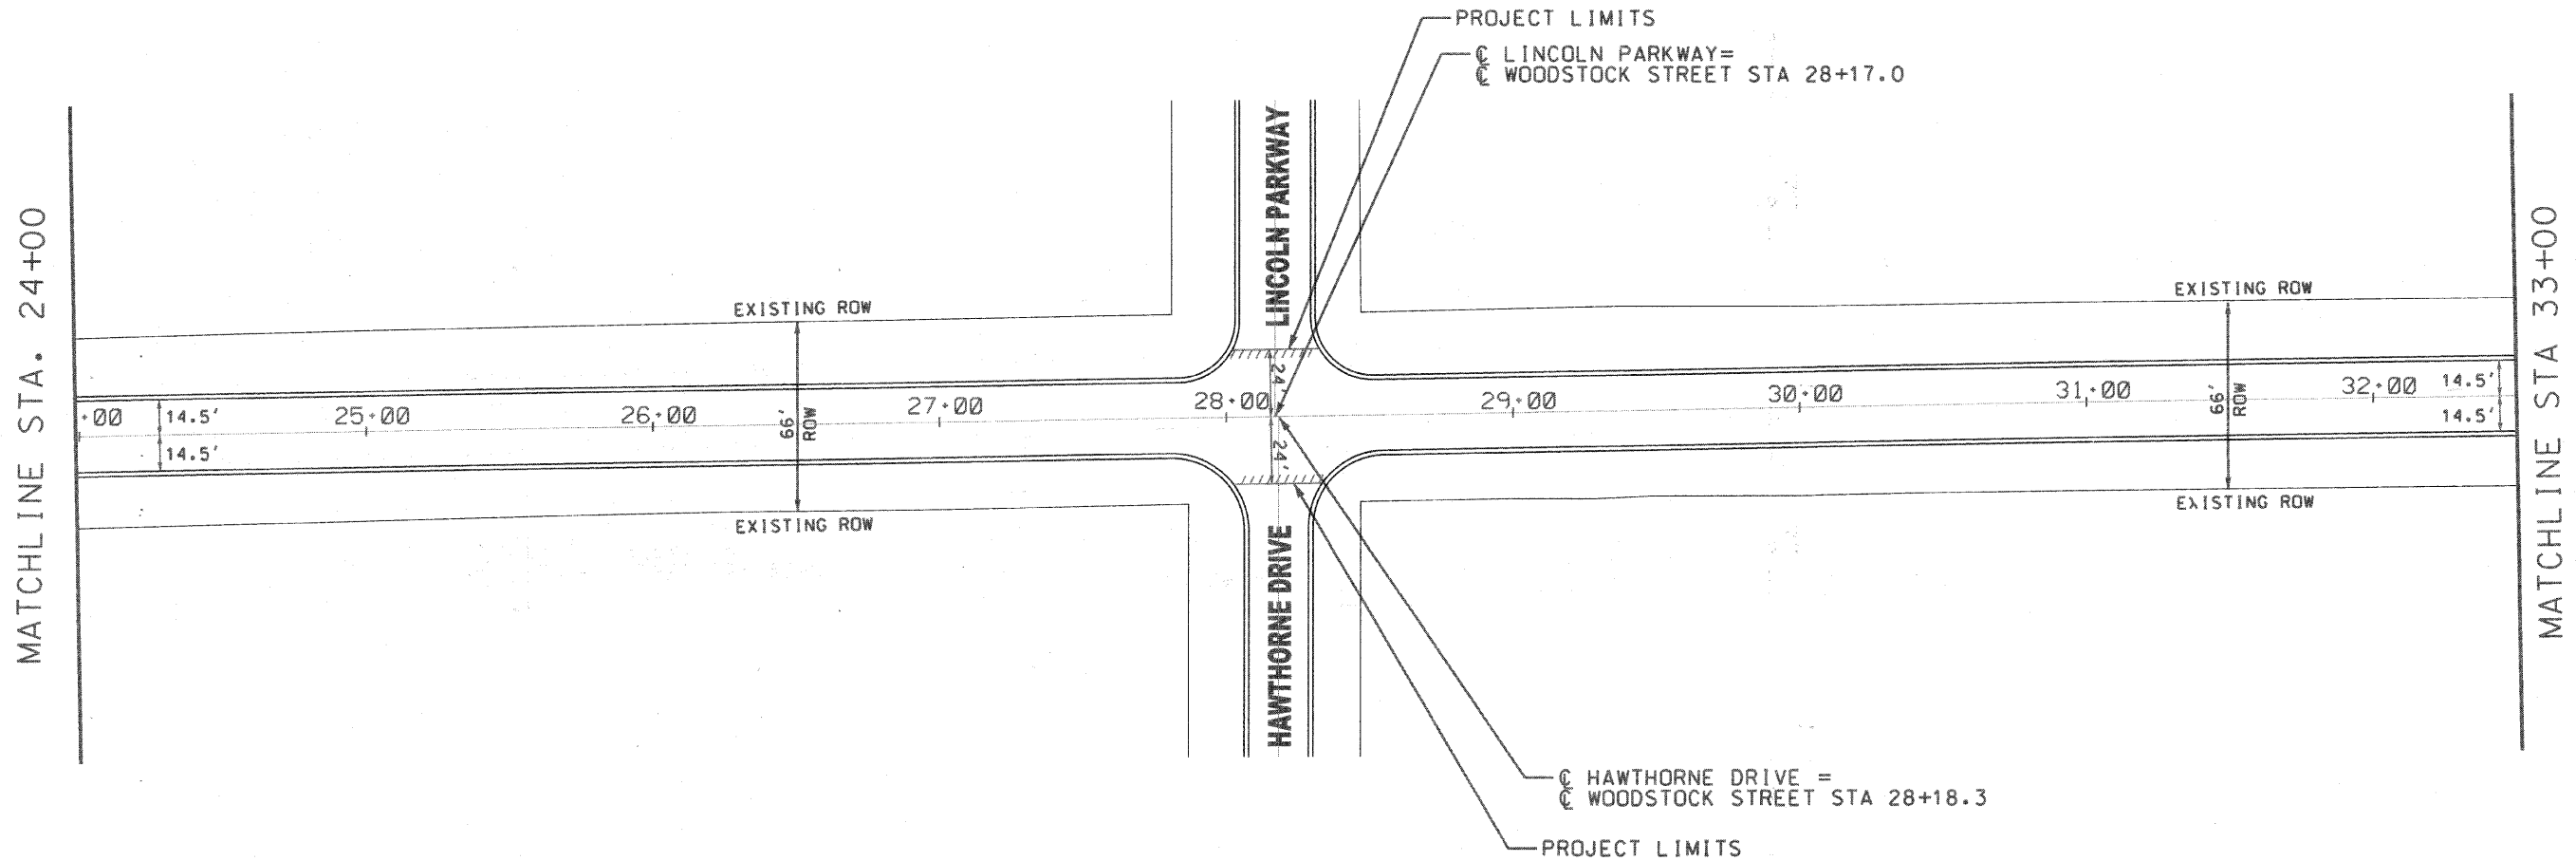 PROJECT LIMITS
℄ LINCOLN PARKWAY=
℄ WOODSTOCK STREET STA 28+17.0
MATCHLINE STA. 24+00
LINCOLN PARKWAY
MATCHLINE STA 33+00
EXISTING ROW
EXISTING ROW
+00
14.5'
14.5'
25+00
26+00
66'
ROW
27+00
28+00
24'
24'
29+00
30+00
31+00
66'
ROW
32+00
14.5'
14.5'
EXISTING ROW
EXISTING ROW
HAWTHORNE DRIVE
℄ HAWTHORNE DRIVE =
℄ WOODSTOCK STREET STA 28+18.3
PROJECT LIMITS